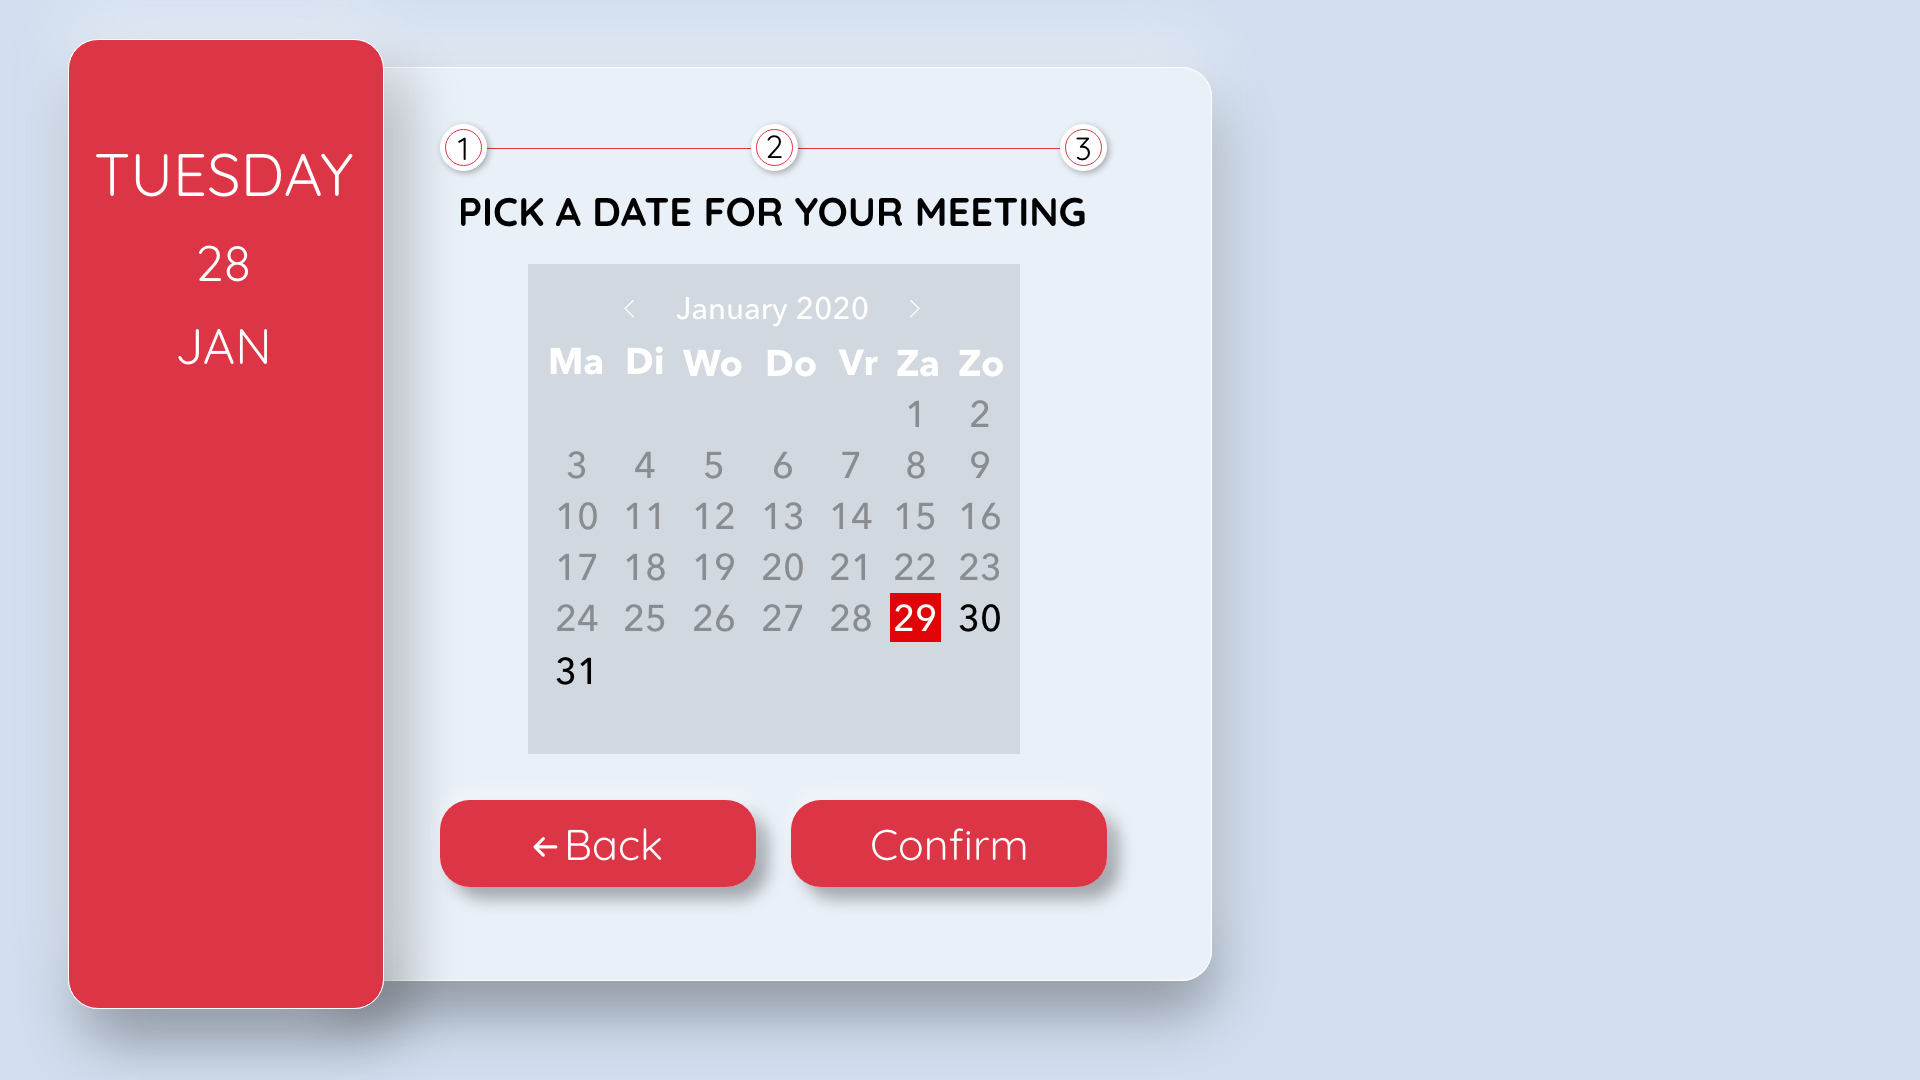 TUESDAY
28
JAN
1 2 3
PICK A DATE FOR YOUR MEETING
January 2020
Ma Di Wo Do Vr Za Zo
1 2
3 4 5 6 7 8 9
10 11 12 13 14 15 16
17 18 19 20 21 22 23
24 25 26 27 28 29 30
31
Back
Confirm